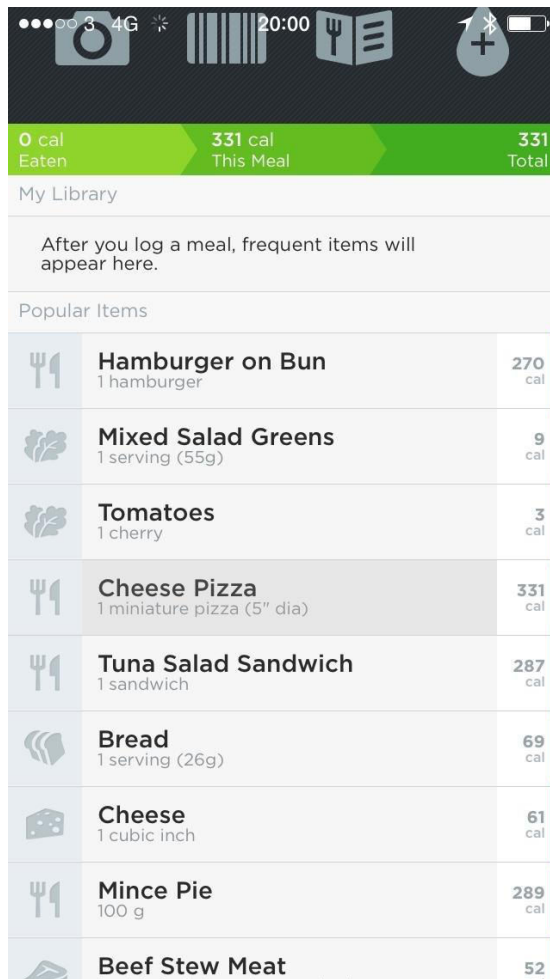 3 4G 20:00
0 cal 331 cal 331
Eaten This Meal Total
My Library
After you log a meal, frequent items will
appear here.
Popular Items
Hamburger on Bun 270
1 hamburger cal
Mixed Salad Greens 9
1 serving (55g) cal
Tomatoes 3
1 cherry cal
Cheese Pizza 331
1 miniature pizza (5" dia) cal
Tuna Salad Sandwich 287
1 sandwich cal
Bread 69
1 serving (26g) cal
Cheese 61
1 cubic inch cal
Mince Pie 289
100 g cal
Beef Stew Meat 52